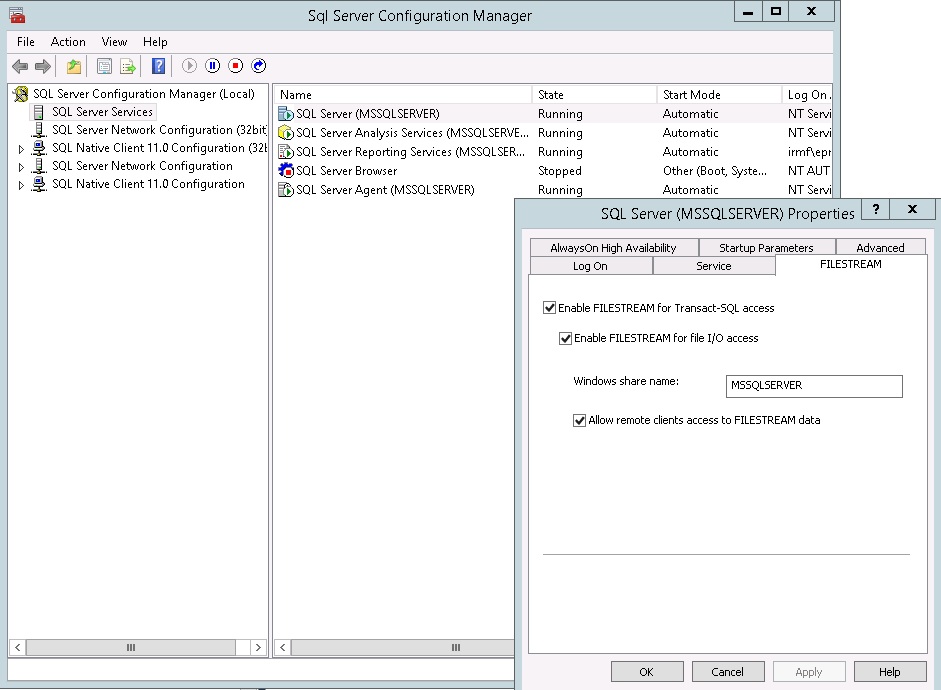 Sql Server Configuration Manager
File Action View Help
SQL Server Configuration Manager (Local)
SQL Server Services
SQL Server Network Configuration (32bit
SQL Native Client 11.0 Configuration (32l
SQL Server Network Configuration
SQL Native Client 11.0 Configuration
Name State Start Mode Log On
SQL Server (MSSQLSERVER) Running Automatic NT Servi
SQL Server Analysis Services (MSSQLSERVE... Running Automatic NT Servi
SQL Server Reporting Services (MSSQLSER... Running Automatic irmf\epr
SQL Server Browser Stopped Other (Boot, Syste... NT AUT
SQL Server Agent (MSSQLSERVER) Running Automatic NT Servi
SQL Server (MSSQLSERVER) Properties
AlwaysOn High Availability Startup Parameters Advanced
Log On Service FILESTREAM
Enable FILESTREAM for Transact-SQL access
Enable FILESTREAM for file I/O access
Windows share name: MSSQLSERVER
Allow remote clients access to FILESTREAM data
OK Cancel Apply Help